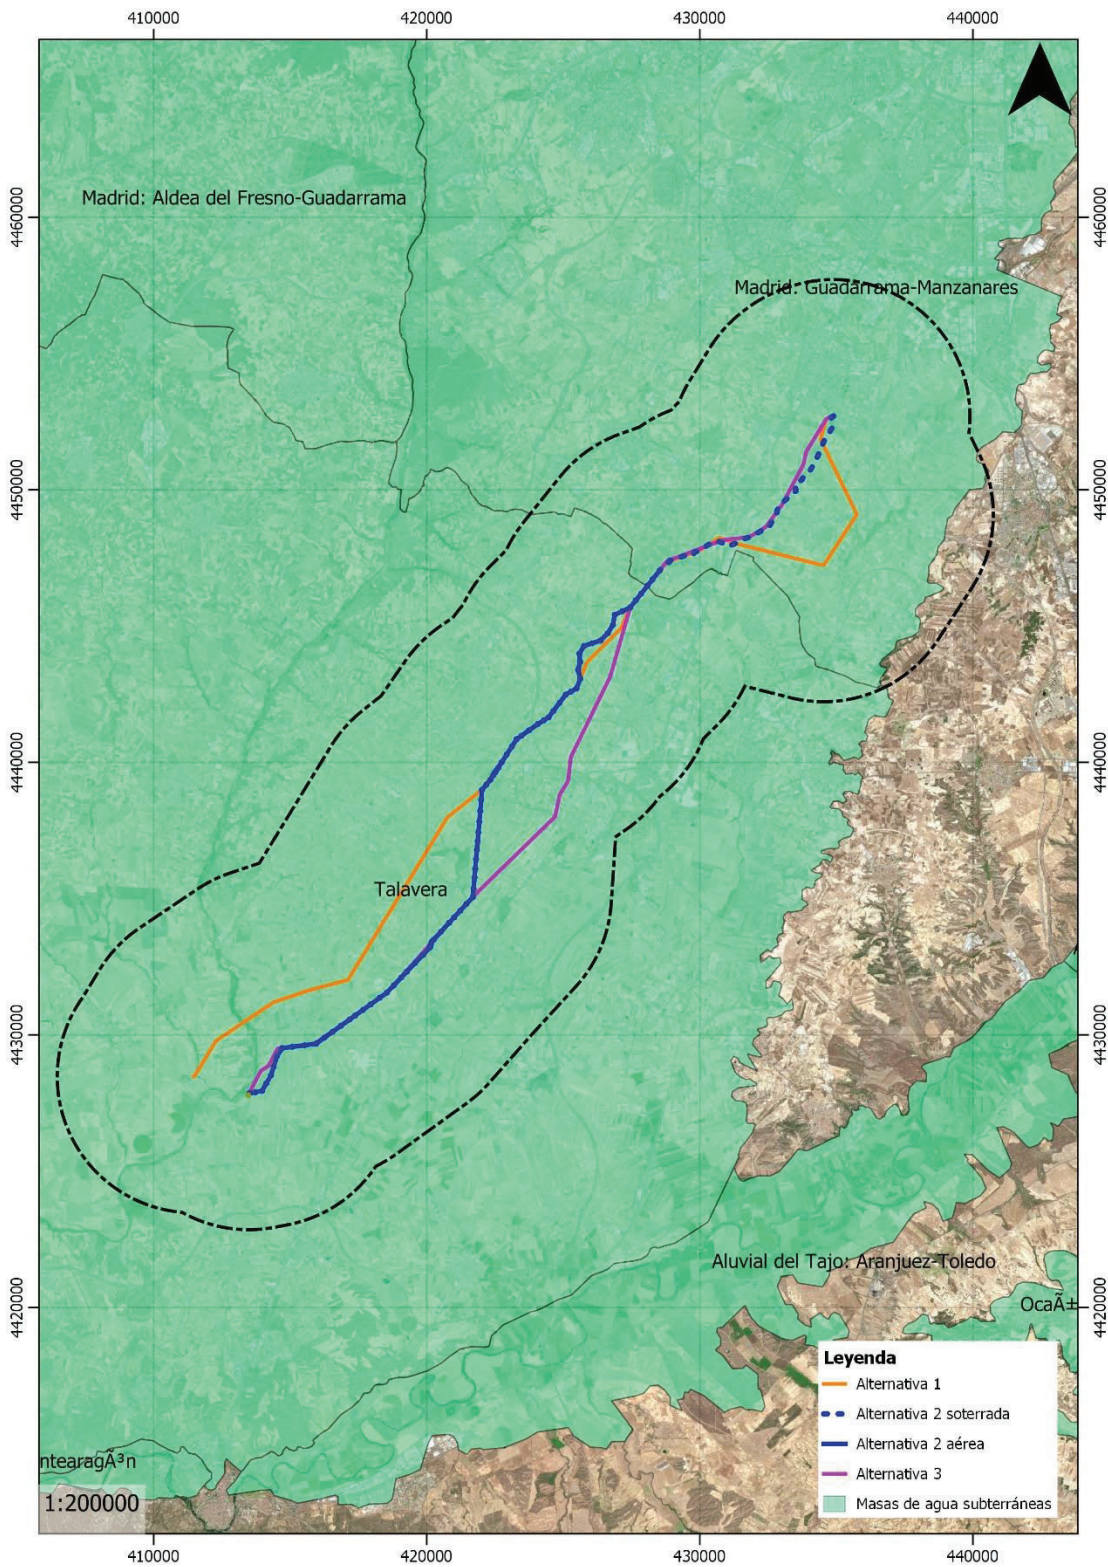 410000
420000
430000
440000
Madrid: Aldea del Fresno-Guadarrama
4460000
4460000
Madrid: Guadarrama-Manzanares
4450000
4450000
4440000
4440000
Talavera
4430000
4430000
Aluvial del Tajo: Aranjuez-Toledo
OcaÃ±
4420000
4420000
Leyenda
Alternativa 1
Alternativa 2 soterrada
Alternativa 2 aérea
Alternativa 3
Masas de agua subterráneas
ntearagÃ³n
1:200000
410000
420000
430000
440000